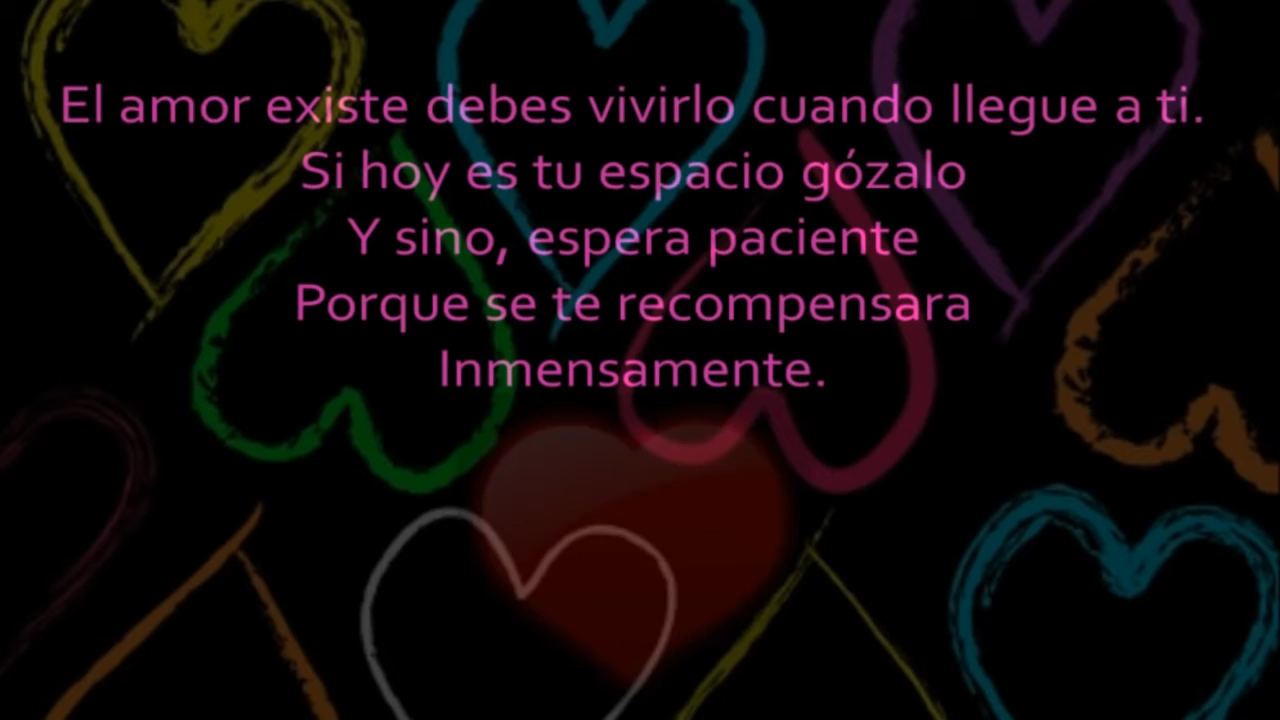 El amor existe debes vivirlo cuando llegue a ti.
Si hoy es tu espacio gózalo
Y sino, espera paciente
Porque se te recompensara
Inmensamente.